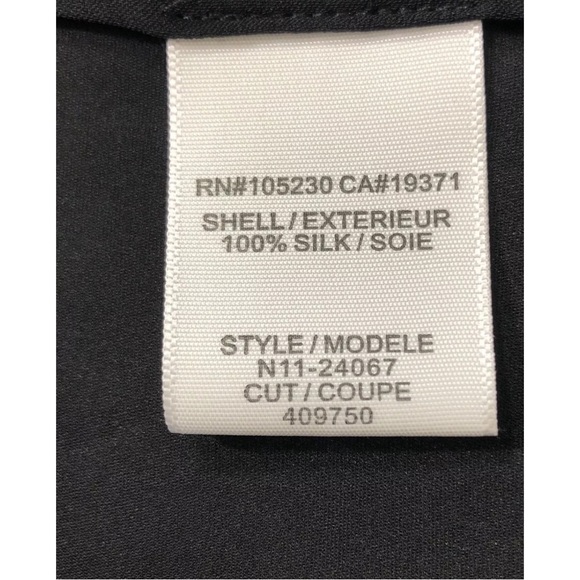 RN#105230 CA#19371
SHELL/EXTERIEUR
100% SILK/SOIE
STYLE/MODELE
N11-24067
CUT/COUPE
409750